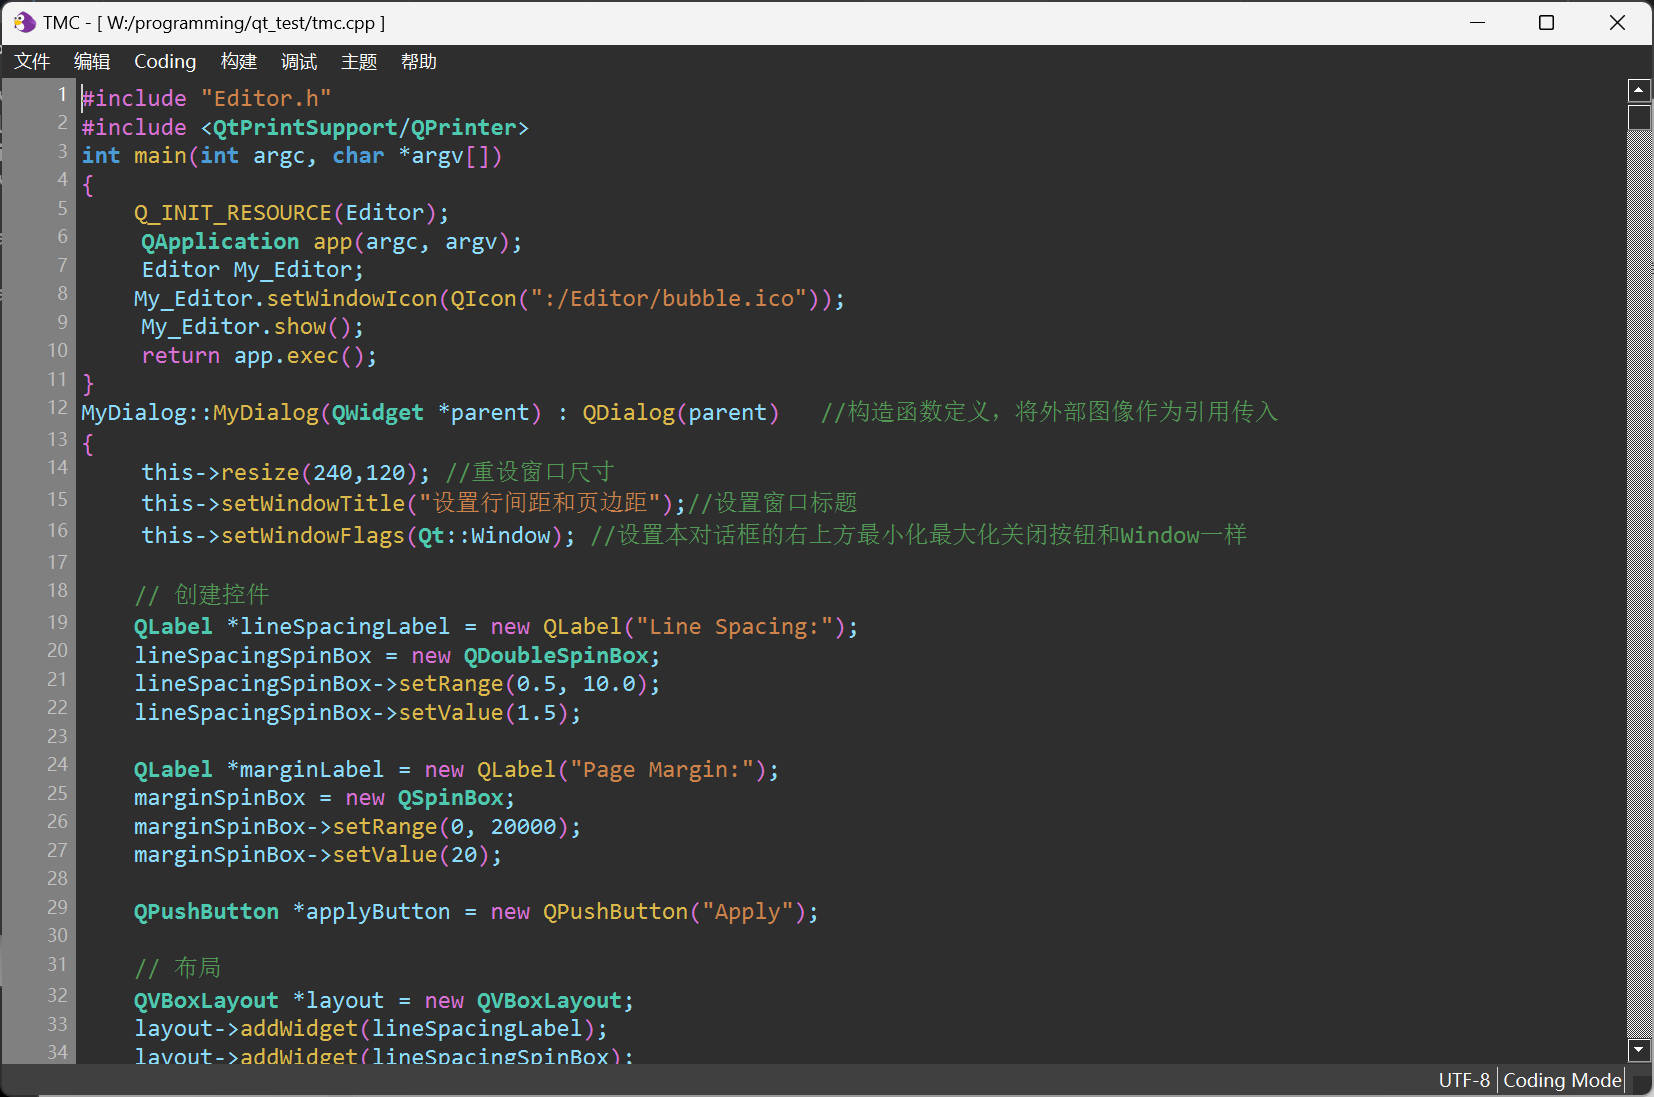 TMC - [ W:/programming/qt_test/tmc.cpp ]
文件 编辑 Coding 构建 调试 主题 帮助
1 #include "Editor.h"
2 #include <QtPrintSupport/QPrinter>
3 int main(int argc, char *argv[])
4 {
5     Q_INIT_RESOURCE(Editor);
6     QApplication app(argc, argv);
7     Editor My_Editor;
8     My_Editor.setWindowIcon(QIcon(":/Editor/bubble.ico"));
9     My_Editor.show();
10     return app.exec();
11 }
12 MyDialog::MyDialog(QWidget *parent) : QDialog(parent)   //构造函数定义，将外部图像作为引用传入
13 {
14     this->resize(240,120); //重设窗口尺寸
15     this->setWindowTitle("设置行间距和页边距");//设置窗口标题
16     this->setWindowFlags(Qt::Window); //设置本对话框的右上方最小化最大化关闭按钮和Window一样
17
18     // 创建控件
19     QLabel *lineSpacingLabel = new QLabel("Line Spacing:");
20     lineSpacingSpinBox = new QDoubleSpinBox;
21     lineSpacingSpinBox->setRange(0.5, 10.0);
22     lineSpacingSpinBox->setValue(1.5);
23
24     QLabel *marginLabel = new QLabel("Page Margin:");
25     marginSpinBox = new QSpinBox;
26     marginSpinBox->setRange(0, 20000);
27     marginSpinBox->setValue(20);
28
29     QPushButton *applyButton = new QPushButton("Apply");
30
31     // 布局
32     QVBoxLayout *layout = new QVBoxLayout;
33     layout->addWidget(lineSpacingLabel);
34     layout->addWidget(lineSpacingSpinBox);
UTF-8 Coding Mode